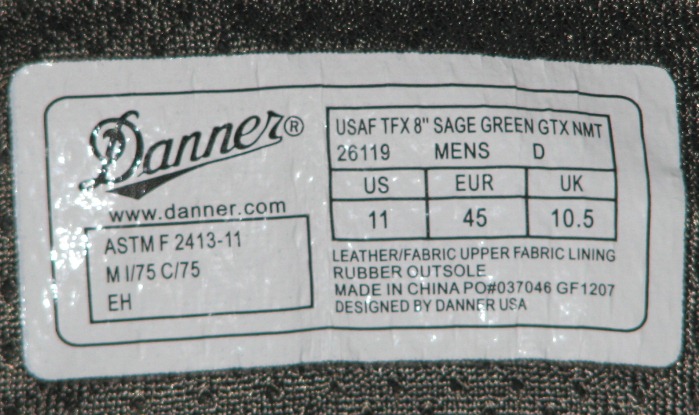 Danner®
www.danner.com
ASTM F 2413-11
M I/75 C/75
EH
USAF TFX 8" SAGE GREEN GTX NMT
26119 MENS D
US EUR UK
11 45 10.5
LEATHER/FABRIC UPPER FABRIC LINING
RUBBER OUTSOLE
MADE IN CHINA PO#037046 GF1207
DESIGNED BY DANNER USA